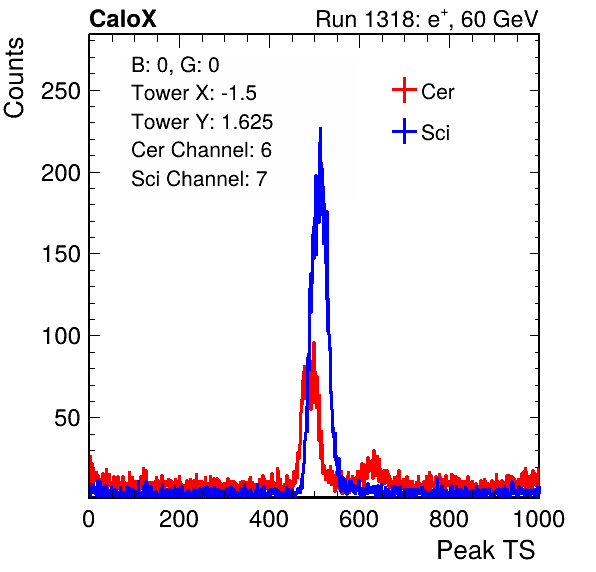 CaloX Run 1318: e⁺, 60 GeV
Counts
B: 0, G: 0
Tower X: -1.5
Tower Y: 1.625
Cer Channel: 6
Sci Channel: 7
Cer
Sci
250
200
150
100
50
0 200 400 600 800 1000
Peak TS